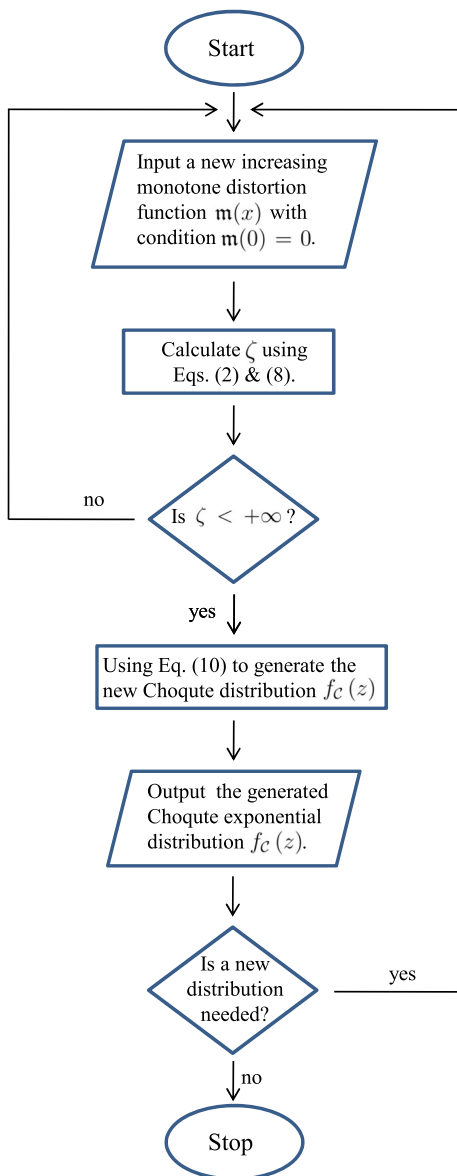 Start
Input a new increasing
monotone distortion
function 𝔪(x) with
condition 𝔪(0) = 0.
Calculate ζ using
Eqs. (2) & (8).
Is ζ < +∞ ?
no
yes
Using Eq. (10) to generate the
new Choqute distribution f_C (z)
Output the generated
Choqute exponential
distribution f_C (z).
Is a new
distribution
needed?
yes
no
Stop